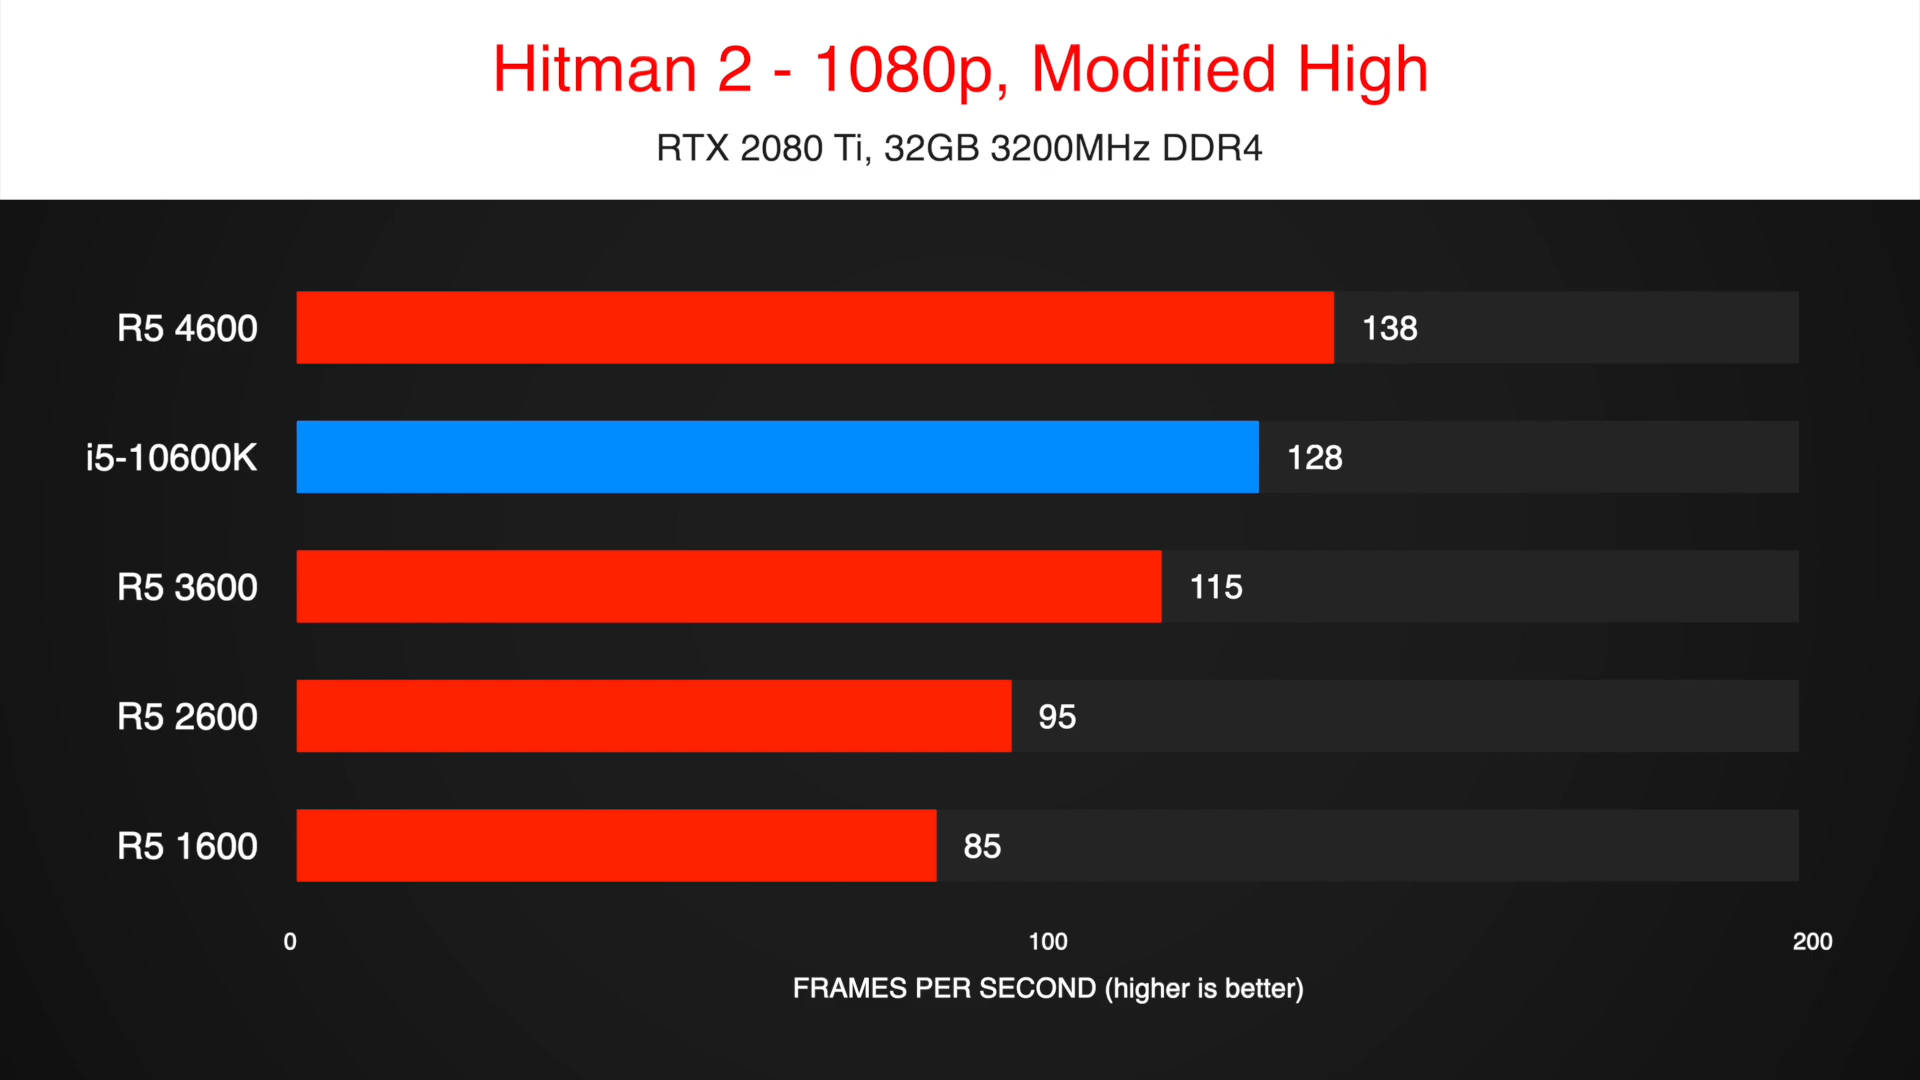 Hitman 2 - 1080p, Modified High
RTX 2080 Ti, 32GB 3200MHz DDR4
R5 4600 138
i5-10600K 128
R5 3600 115
R5 2600 95
R5 1600 85
0 100 200
FRAMES PER SECOND (higher is better)